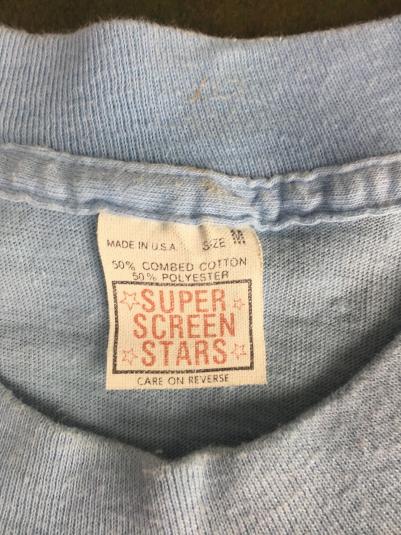 MADE IN U.S.A. SIZE M
50% COMBED COTTON
50% POLYESTER
SUPER
SCREEN
STARS
CARE ON REVERSE